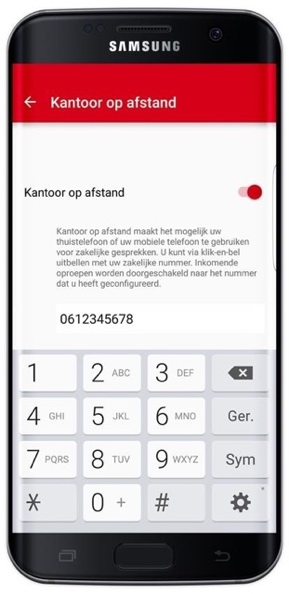 SAMSUNG
Kantoor op afstand
Kantoor op afstand
Kantoor op afstand maakt het mogelijk uw
thuistelefoon of uw mobiele telefoon te gebruiken
voor zakelijke gesprekken. U kunt via klik-en-bel
uitbellen met uw zakelijke nummer. Inkomende
oproepen worden doorgeschakeld naar het nummer
dat u heeft geconfigureerd.
0612345678
1 2 ABC 3 DEF
4 GHI 5 JKL 6 MNO Ger.
7 PQRS 8 TUV 9 WXYZ Sym
* 0 + #